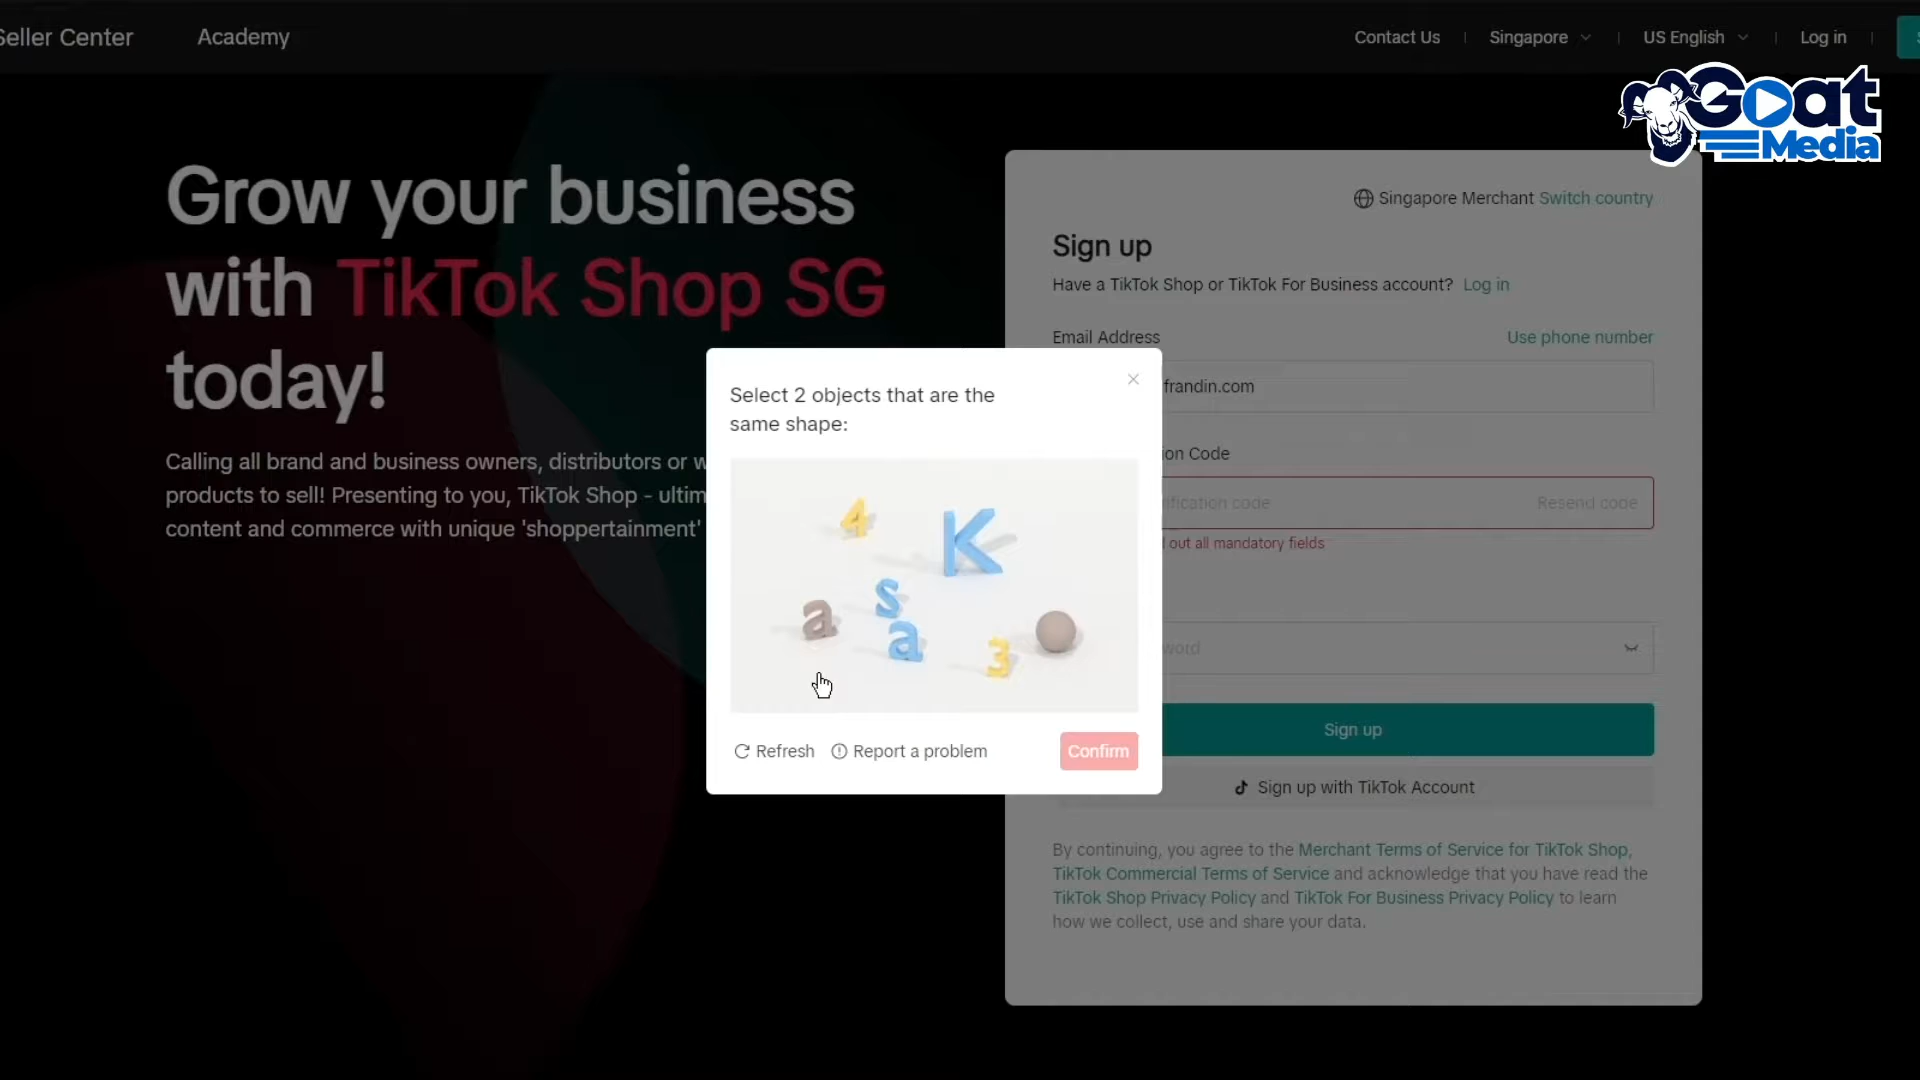 Seller Center
Academy
Contact Us
Singapore
US English
Log in
Goat
Media
Grow your business
with TikTok Shop SG
today!
Calling all brand and business owners, distributors or w
products to sell! Presenting to you, TikTok Shop - ultim
content and commerce with unique 'shoppertainment'
Singapore Merchant Switch country
Sign up
Have a TikTok Shop or TikTok For Business account? Log in
Email Address
Use phone number
frandin.com
ion Code
ification code
Resend code
out all mandatory fields
word
Sign up
Sign up with TikTok Account
By continuing, you agree to the Merchant Terms of Service for TikTok Shop,
TikTok Commercial Terms of Service and acknowledge that you have read the
TikTok Shop Privacy Policy and TikTok For Business Privacy Policy to learn
how we collect, use and share your data.
Select 2 objects that are the
same shape:
4
K
s
a
a
3
Refresh
Report a problem
Confirm